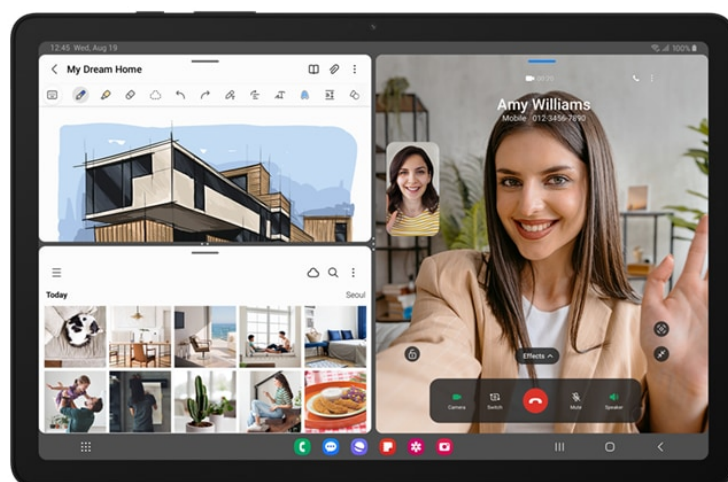 12:45 Wed, Aug 19
100%
My Dream Home
Today
Seoul
Amy Williams
Mobile 012-3456-7890
Effects
Camera
Switch
Mute
Speaker